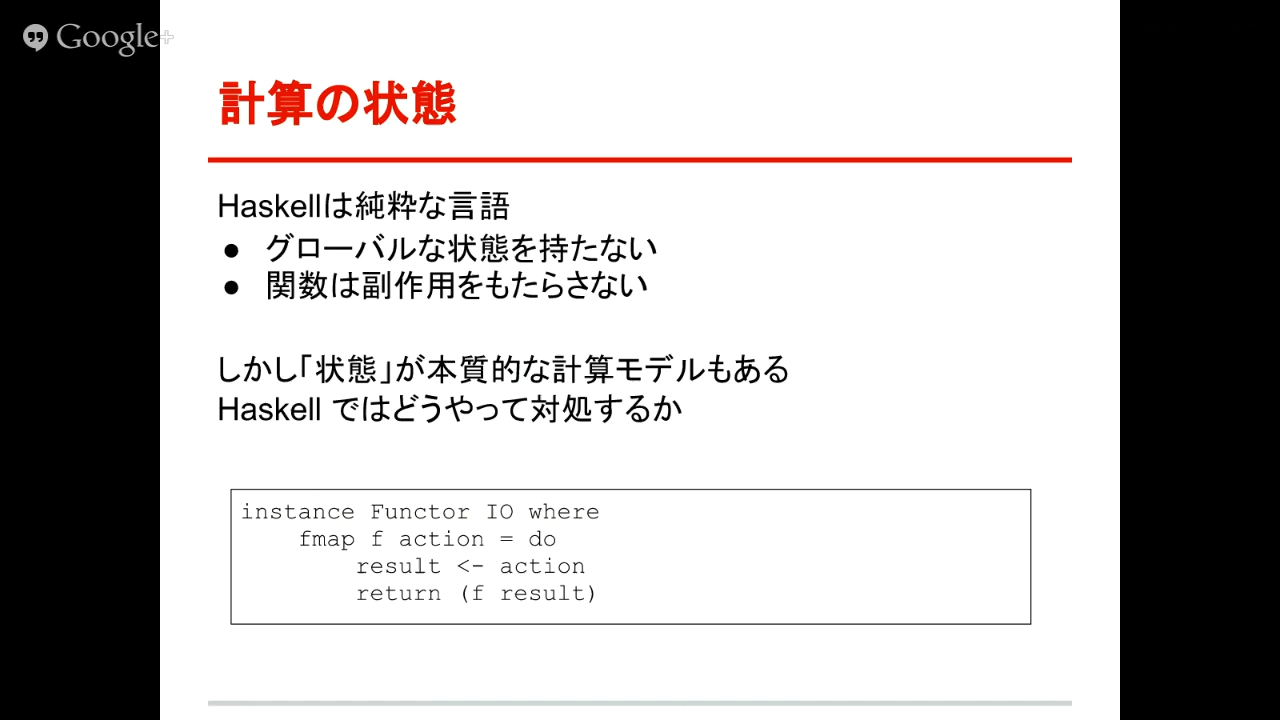 Google+
計算の状態
Haskellは純粋な言語
● グローバルな状態を持たない
● 関数は副作用をもたらさない
しかし「状態」が本質的な計算モデルもある
Haskell ではどうやって対処するか
instance Functor IO where
    fmap f action = do
        result <- action
        return (f result)